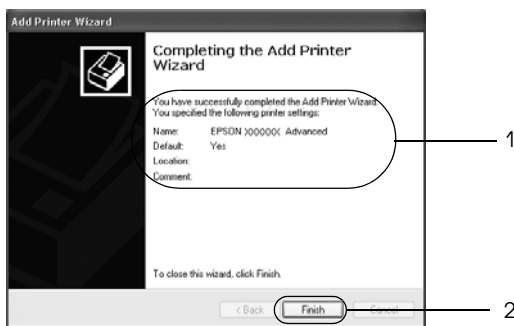 Add Printer Wizard
Completing the Add Printer
Wizard
You have successfully completed the Add Printer Wizard.
You specified the following printer settings:
Name: EPSON XXXXXX Advanced
Default: Yes
Location:
Comment:
1
To close this wizard, click Finish.
< Back Finish Cancel
2